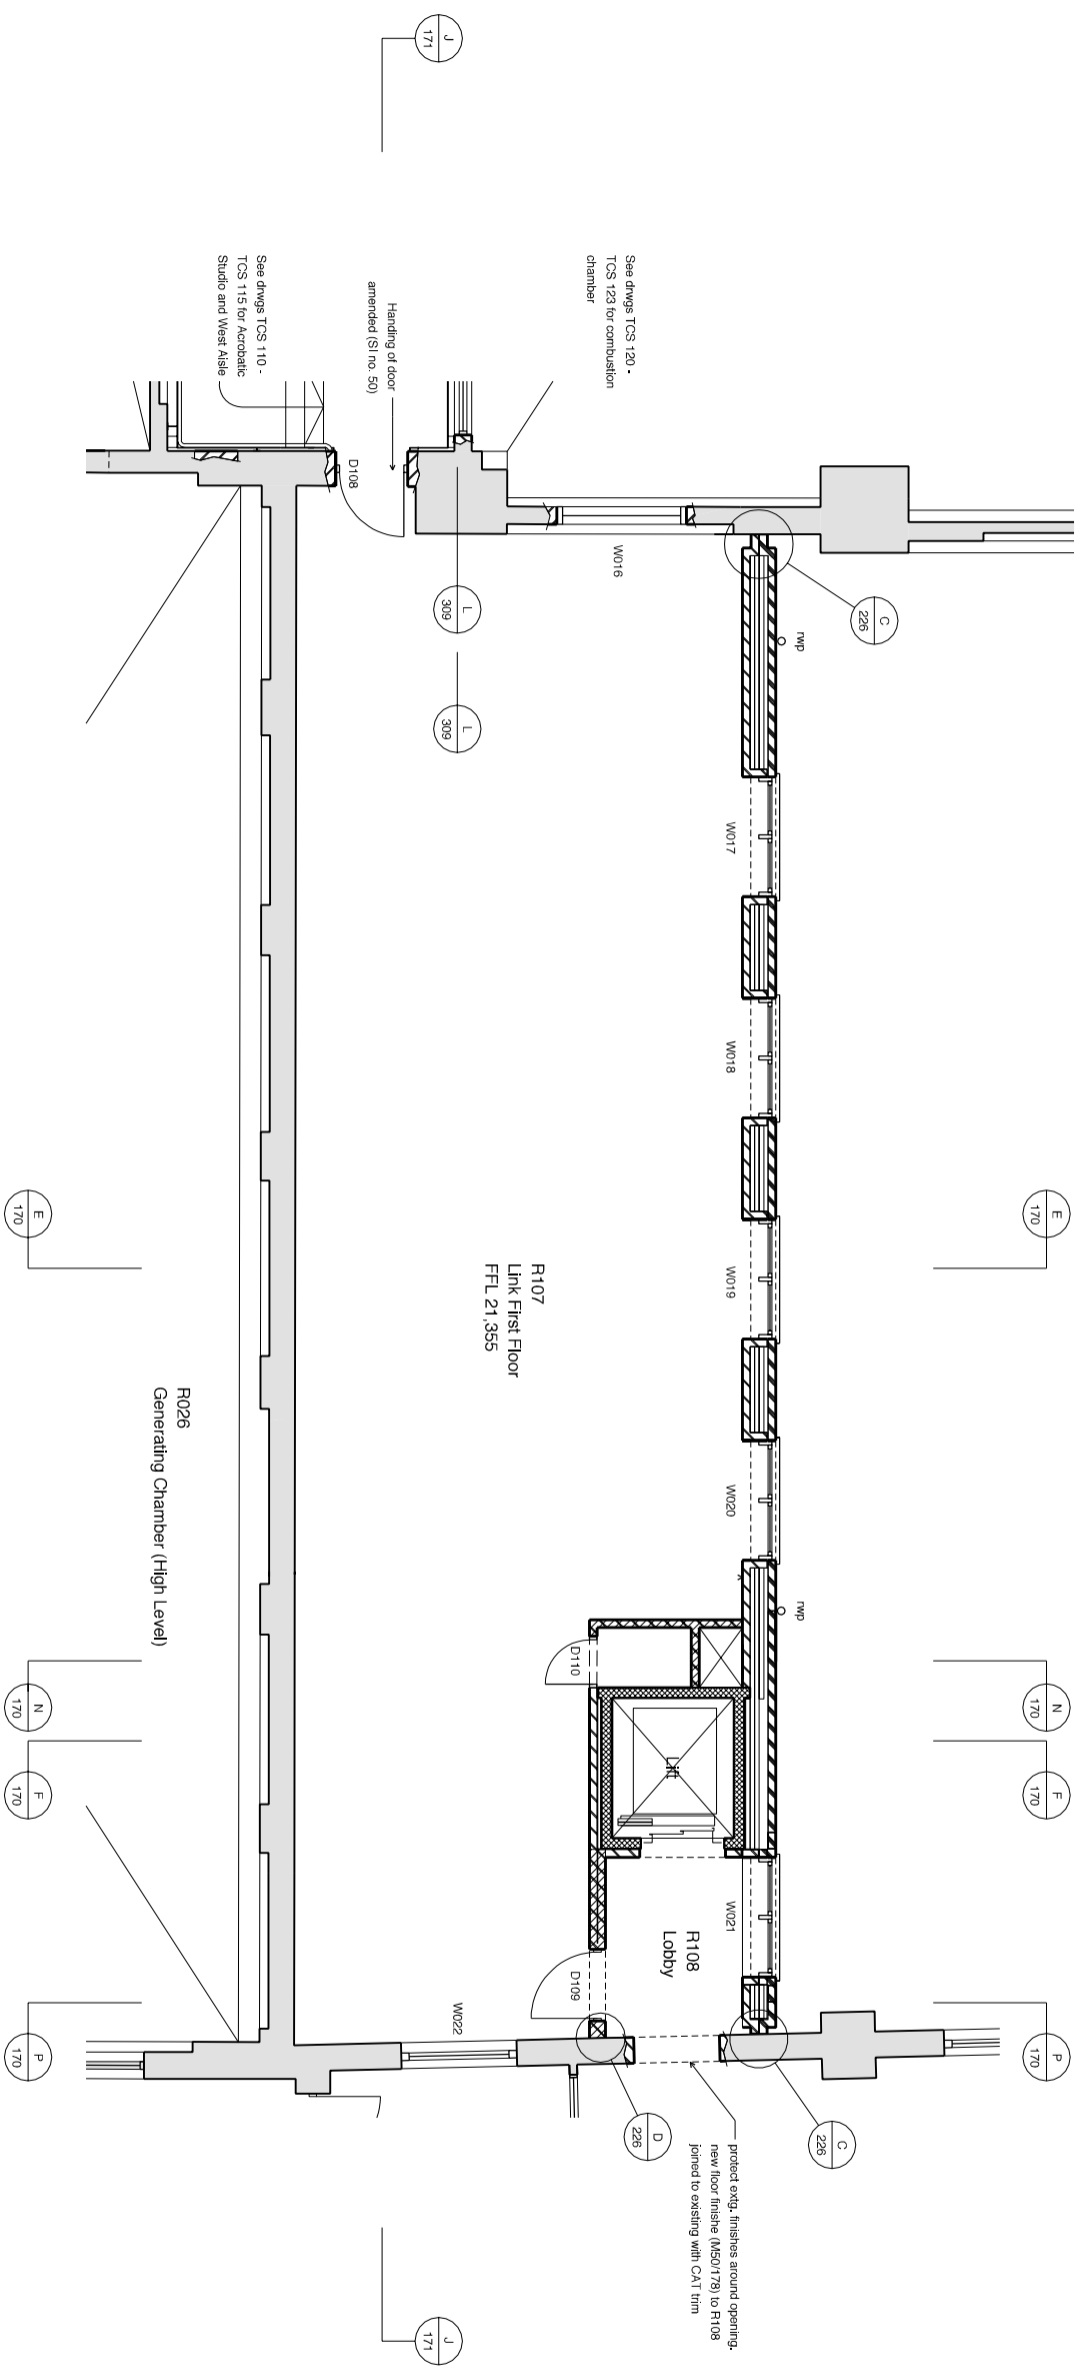 J
171
See drwgs TCS 110 -
TCS 115 for Acrobatic
Studio and West Aisle
Handing of door
amended (SI no. 50)
See drwgs TCS 120 -
TCS 123 for combustion
chamber
D108
W016
L
309
L
309
C
226
rwp
W017
W018
W019
W020
E
170
E
170
R107
Link First Floor
FFL 21,355
R026
Generating Chamber (High Level)
rwp
D110
Lift
N
170
N
170
F
170
F
170
W021
R108
Lobby
D109
W022
P
170
P
170
D
226
C
226
protect extg. finishes around opening.
new floor finishe (M50/178) to R108
joined to existing with CAT trim
J
171